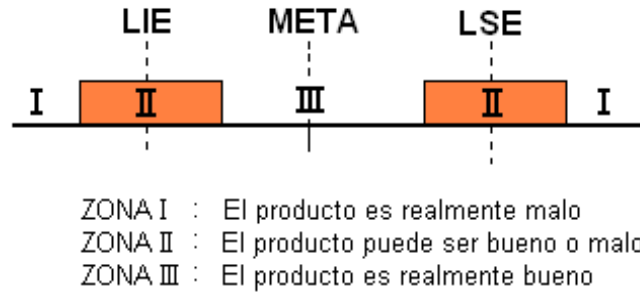 LIE META LSE
I II III II I
ZONA I : El producto es realmente malo
ZONA II : El producto puede ser bueno o malo
ZONA III : El producto es realmente bueno